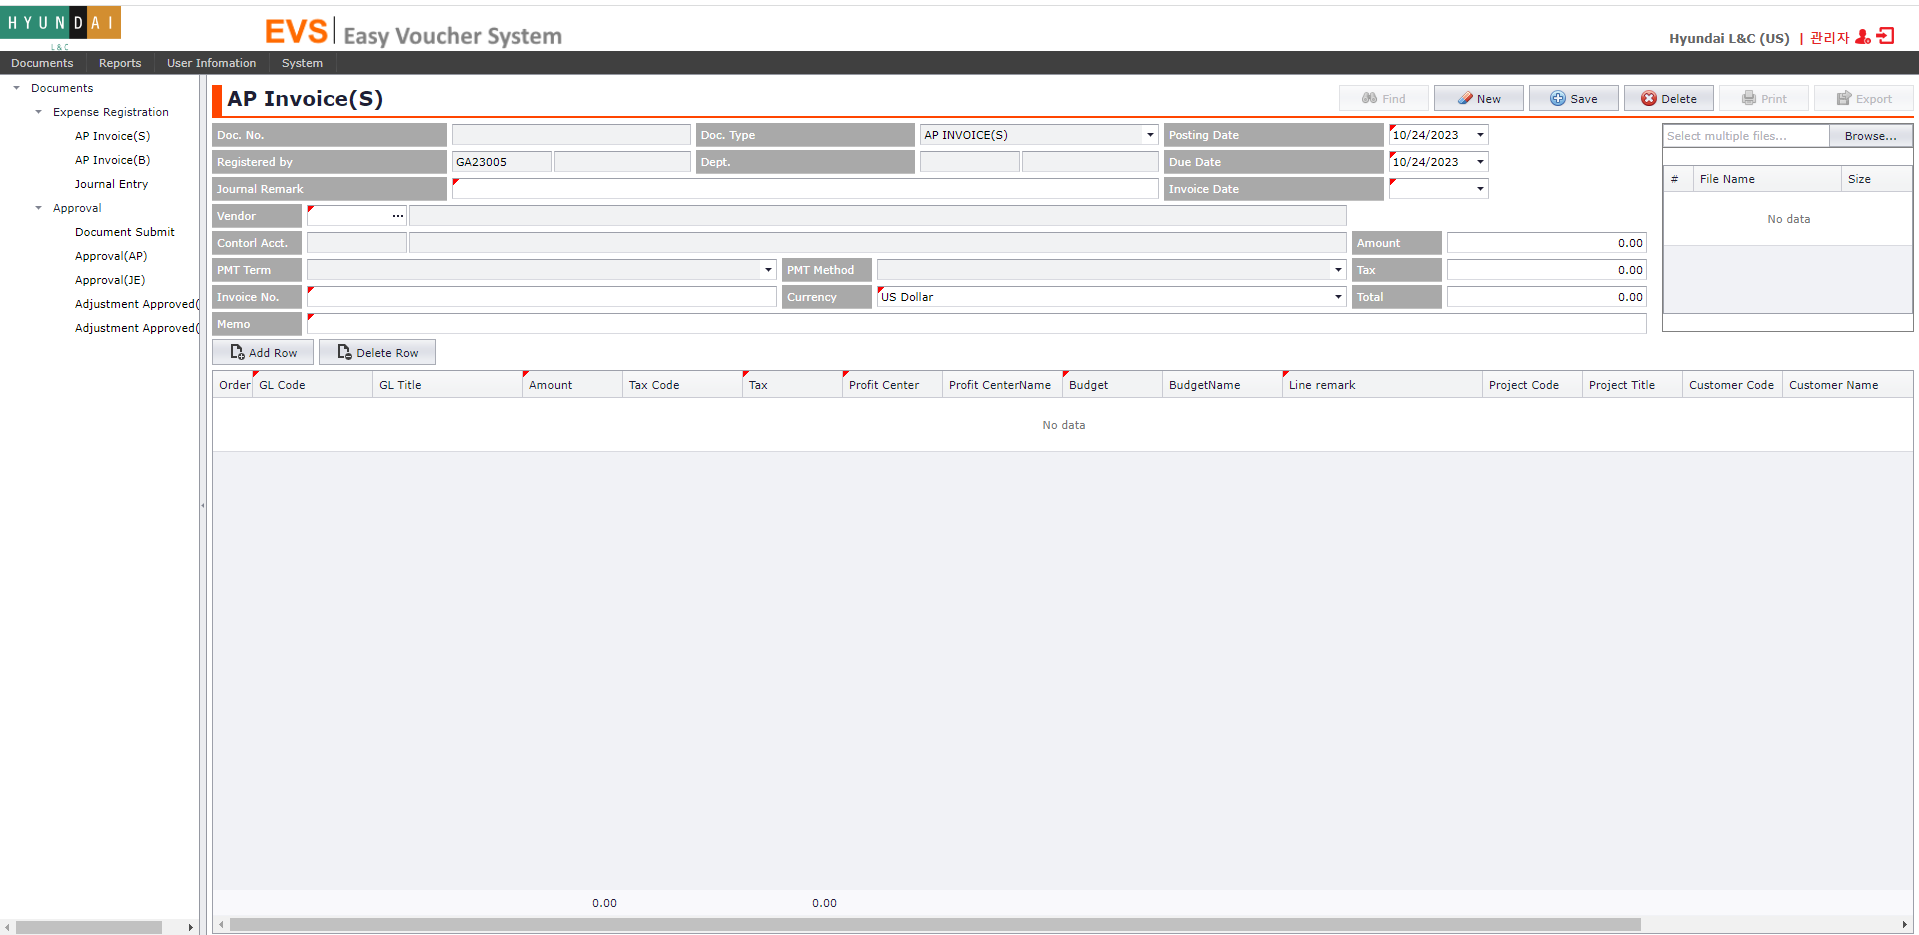 HYUNDAI
L&C
EVS Easy Voucher System
Hyundai L&C (US) | 관리자
Documents Reports User Infomation System
Documents
Expense Registration
AP Invoice(S)
AP Invoice(B)
Journal Entry
Approval
Document Submit
Approval(AP)
Approval(JE)
Adjustment Approved(
Adjustment Approved(
AP Invoice(S)
Find New Save Delete Print Export
Doc. No. Doc. Type AP INVOICE(S) Posting Date 10/24/2023
Registered by GA23005 Dept. Due Date 10/24/2023
Journal Remark Invoice Date
Vendor ...
Contorl Acct. Amount 0.00
PMT Term PMT Method Tax 0.00
Invoice No. Currency US Dollar Total 0.00
Memo
Select multiple files... Browse...
# File Name Size
No data
Add Row Delete Row
Order GL Code GL Title Amount Tax Code Tax Profit Center Profit CenterName Budget BudgetName Line remark Project Code Project Title Customer Code Customer Name
No data
0.00 0.00